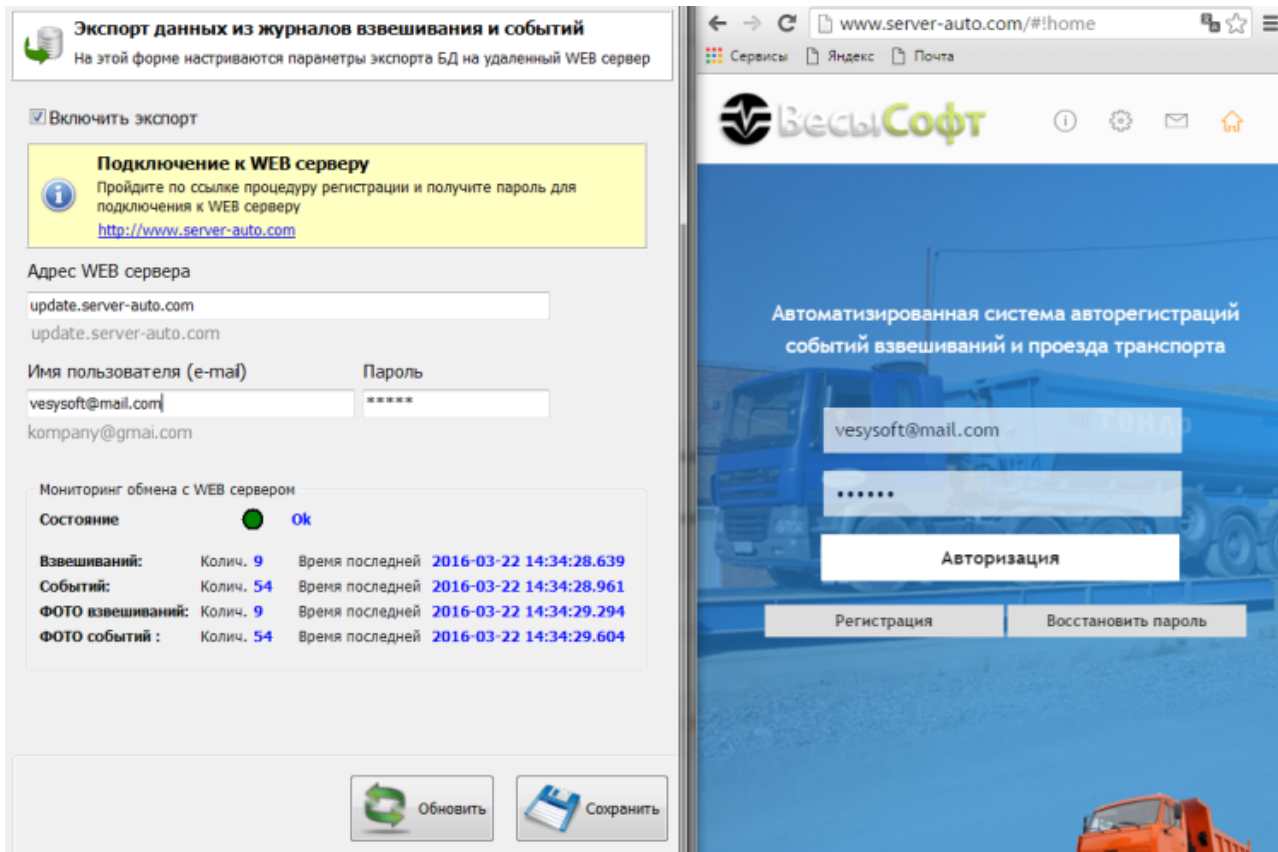 Экспорт данных из журналов взвешивания и событий
На этой форме настриваются параметры экспорта БД на удаленный WEB сервер
Включить экспорт
Подключение к WEB серверу
Пройдите по ссылке процедуру регистрации и получите пароль для
подключения к WEB серверу
http://www.server-auto.com
Адрес WEB сервера
update.server-auto.com
update.server-auto.com
Имя пользователя (e-mail) Пароль
vesysoft@mail.com *****
kompany@gmai.com
Мониторинг обмена с WEB сервером
Состояние Ok
Взвешиваний: Колич. 9 Время последней 2016-03-22 14:34:28.639
Событий: Колич. 54 Время последней 2016-03-22 14:34:28.961
ФОТО взвешиваний: Колич. 9 Время последней 2016-03-22 14:34:29.294
ФОТО событий : Колич. 54 Время последней 2016-03-22 14:34:29.604
Обновить Сохранить
www.server-auto.com/#!home
Сервисы Яндекс Почта
ВесыСофт
Автоматизированная система авторегистраций
событий взвешиваний и проезда транспорта
ТОНАР
vesysoft@mail.com
••••••
Авторизация
Регистрация Восстановить пароль